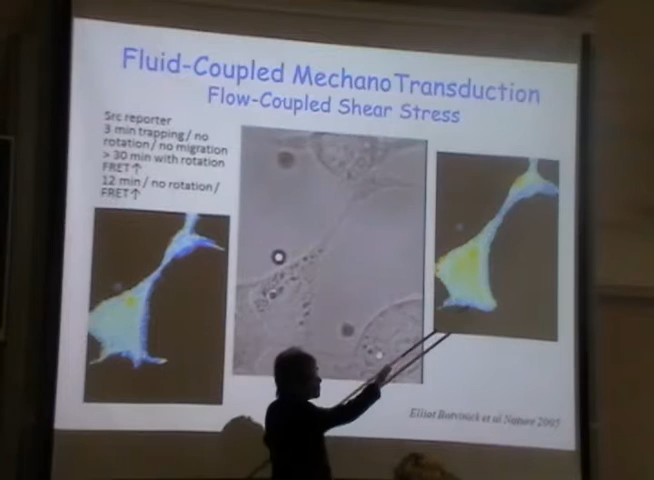 Fluid-Coupled MechanoTransduction
Flow-Coupled Shear Stress
Src reporter
3 min trapping / no
rotation / no migration
> 30 min with rotation
FRET↑
12 min / no rotation /
FRET↑
Elliot Botvinick et al Nature 2005